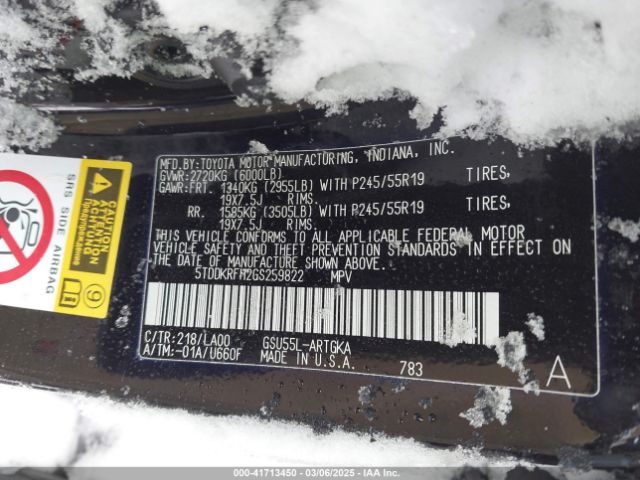 MFD.BY:TOYOTA MOTOR MANUFACTURING, INDIANA, INC.
GVWR:2720KG (6000LB)
GAWR:FRT. 1340KG (2955LB) WITH P245/55R19 TIRES,
19X7.5J RIMS.
RR. 1585KG (3505LB) WITH P245/55R19 TIRES,
19X7.5J RIMS.
THIS VEHICLE CONFORMS TO ALL APPLICABLE FEDERAL MOTOR
VEHICLE SAFETY AND THEFT PREVENTION STANDARDS IN EFFECT ON
THE DATE OF MANUFACTURE SHOWN ABOVE.
5TDDKRFH2GS259822 MPV
C/TR:218/LA00 GSU55L-ARTGKA
A/TM:-01A/U660F MADE IN U.S.A.
783
A
SRS SIDE AIRBAG
ATTENTION
ACHTUNG
9
000-41713450 - 03/06/2025 - IAA Inc.